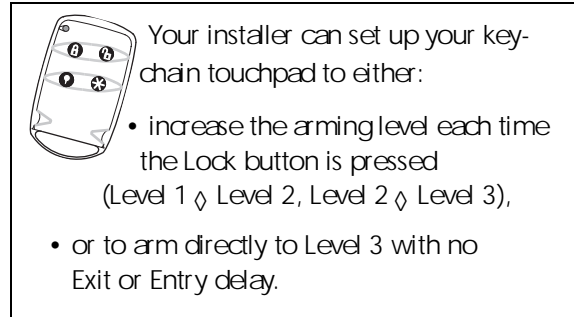 Your installer can set up your key-
chain touchpad to either:
• increase the arming level each time
the Lock button is pressed
(Level 1 ◊ Level 2, Level 2 ◊ Level 3),
• or to arm directly to Level 3 with no
Exit or Entry delay.